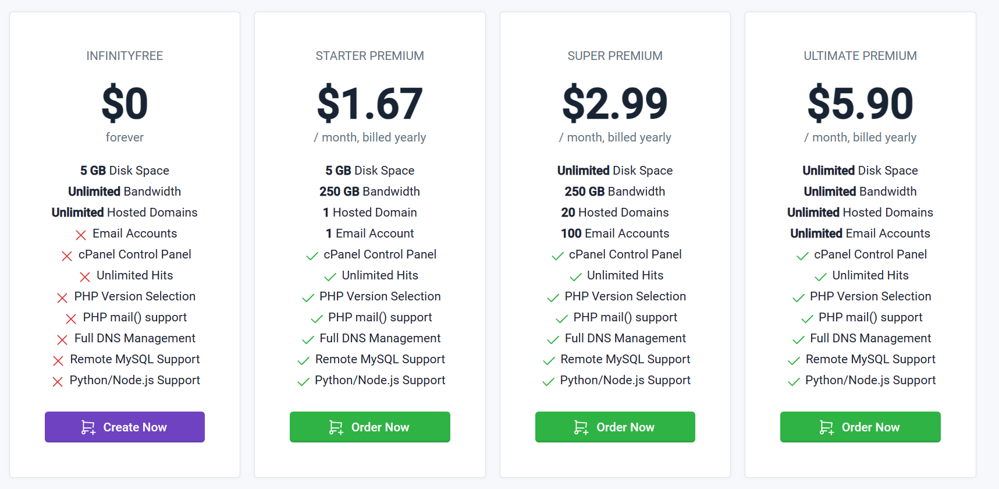 INFINITYFREE
$0
forever
5 GB Disk Space
Unlimited Bandwidth
Unlimited Hosted Domains
Email Accounts
cPanel Control Panel
Unlimited Hits
PHP Version Selection
PHP mail() support
Full DNS Management
Remote MySQL Support
Python/Node.js Support
Create Now
STARTER PREMIUM
$1.67
/ month, billed yearly
5 GB Disk Space
250 GB Bandwidth
1 Hosted Domain
1 Email Account
cPanel Control Panel
Unlimited Hits
PHP Version Selection
PHP mail() support
Full DNS Management
Remote MySQL Support
Python/Node.js Support
Order Now
SUPER PREMIUM
$2.99
/ month, billed yearly
Unlimited Disk Space
250 GB Bandwidth
20 Hosted Domains
100 Email Accounts
cPanel Control Panel
Unlimited Hits
PHP Version Selection
PHP mail() support
Full DNS Management
Remote MySQL Support
Python/Node.js Support
Order Now
ULTIMATE PREMIUM
$5.90
/ month, billed yearly
Unlimited Disk Space
Unlimited Bandwidth
Unlimited Hosted Domains
Unlimited Email Accounts
cPanel Control Panel
Unlimited Hits
PHP Version Selection
PHP mail() support
Full DNS Management
Remote MySQL Support
Python/Node.js Support
Order Now